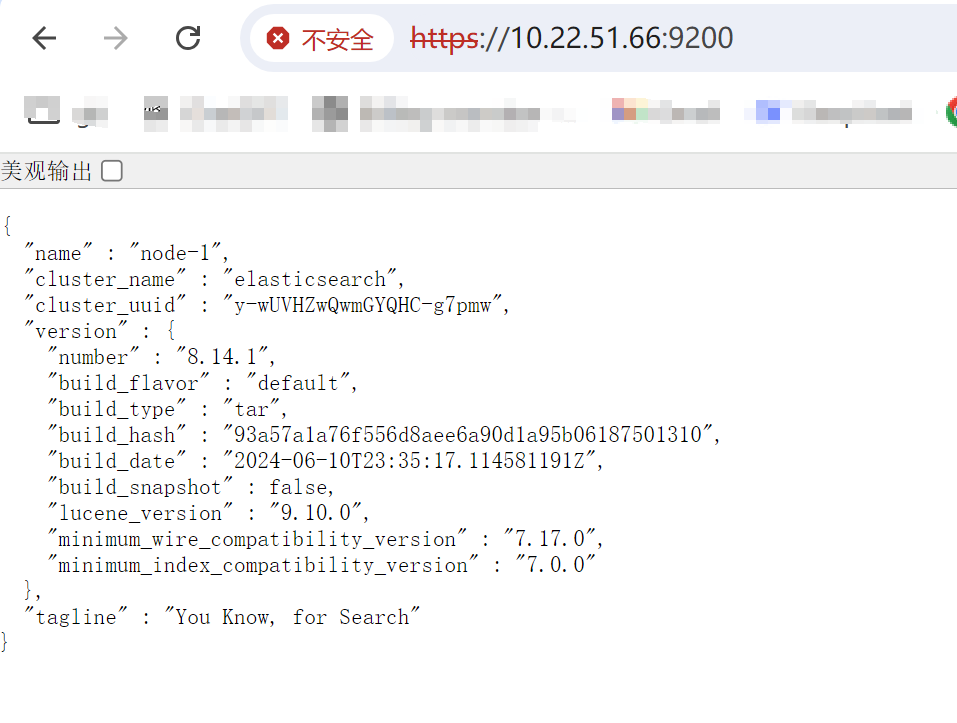 不安全 https://10.22.51.66:9200
美观输出
{
"name" : "node-1",
"cluster_name" : "elasticsearch",
"cluster_uuid" : "y-wUVHZwQwmGYQHC-g7pmw",
"version" : {
"number" : "8.14.1",
"build_flavor" : "default",
"build_type" : "tar",
"build_hash" : "93a57a1a76f556d8aee6a90d1a95b06187501310",
"build_date" : "2024-06-10T23:35:17.114581191Z",
"build_snapshot" : false,
"lucene_version" : "9.10.0",
"minimum_wire_compatibility_version" : "7.17.0",
"minimum_index_compatibility_version" : "7.0.0"
},
"tagline" : "You Know, for Search"
}